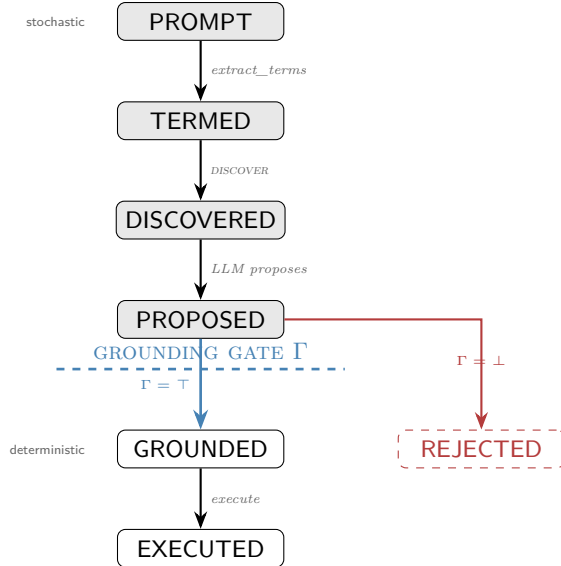 stochastic
PROMPT
extract_terms
TERMED
DISCOVER
DISCOVERED
LLM proposes
PROPOSED
GROUNDING GATE Γ
Γ = ⊥
Γ = ⊤
deterministic
GROUNDED
REJECTED
execute
EXECUTED